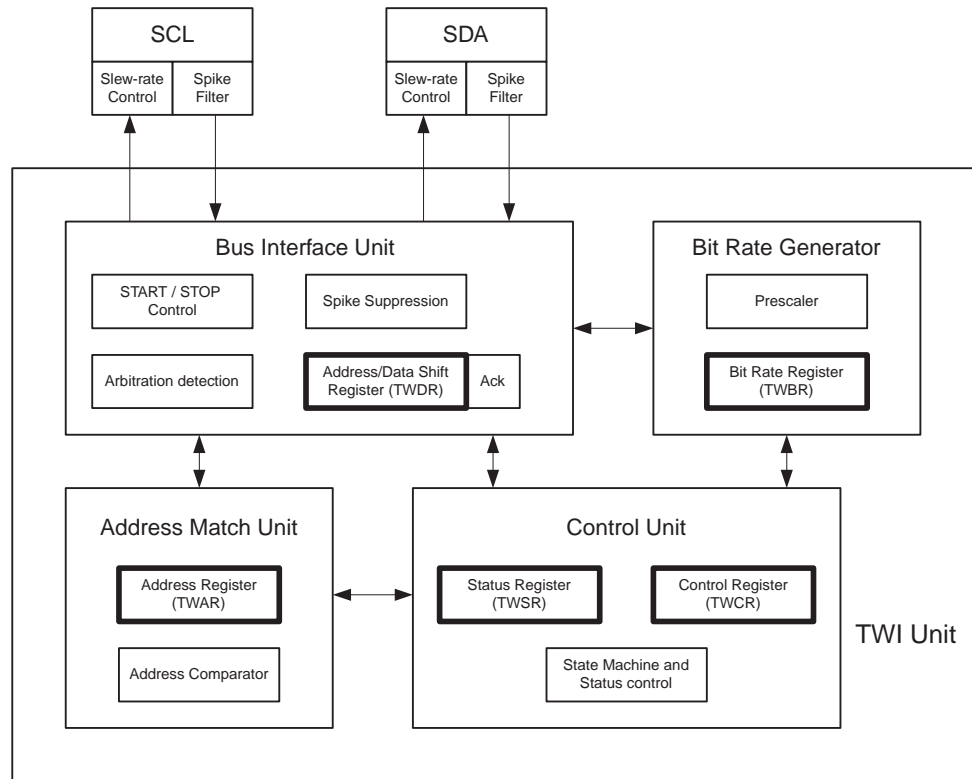 SCL
Slew-rate
Control
Spike
Filter
SDA
Slew-rate
Control
Spike
Filter
Bus Interface Unit
START / STOP
Control
Spike Suppression
Arbitration detection
Address/Data Shift
Register (TWDR)
Ack
Bit Rate Generator
Prescaler
Bit Rate Register
(TWBR)
Address Match Unit
Address Register
(TWAR)
Address Comparator
Control Unit
Status Register
(TWSR)
Control Register
(TWCR)
State Machine and
Status control
TWI Unit